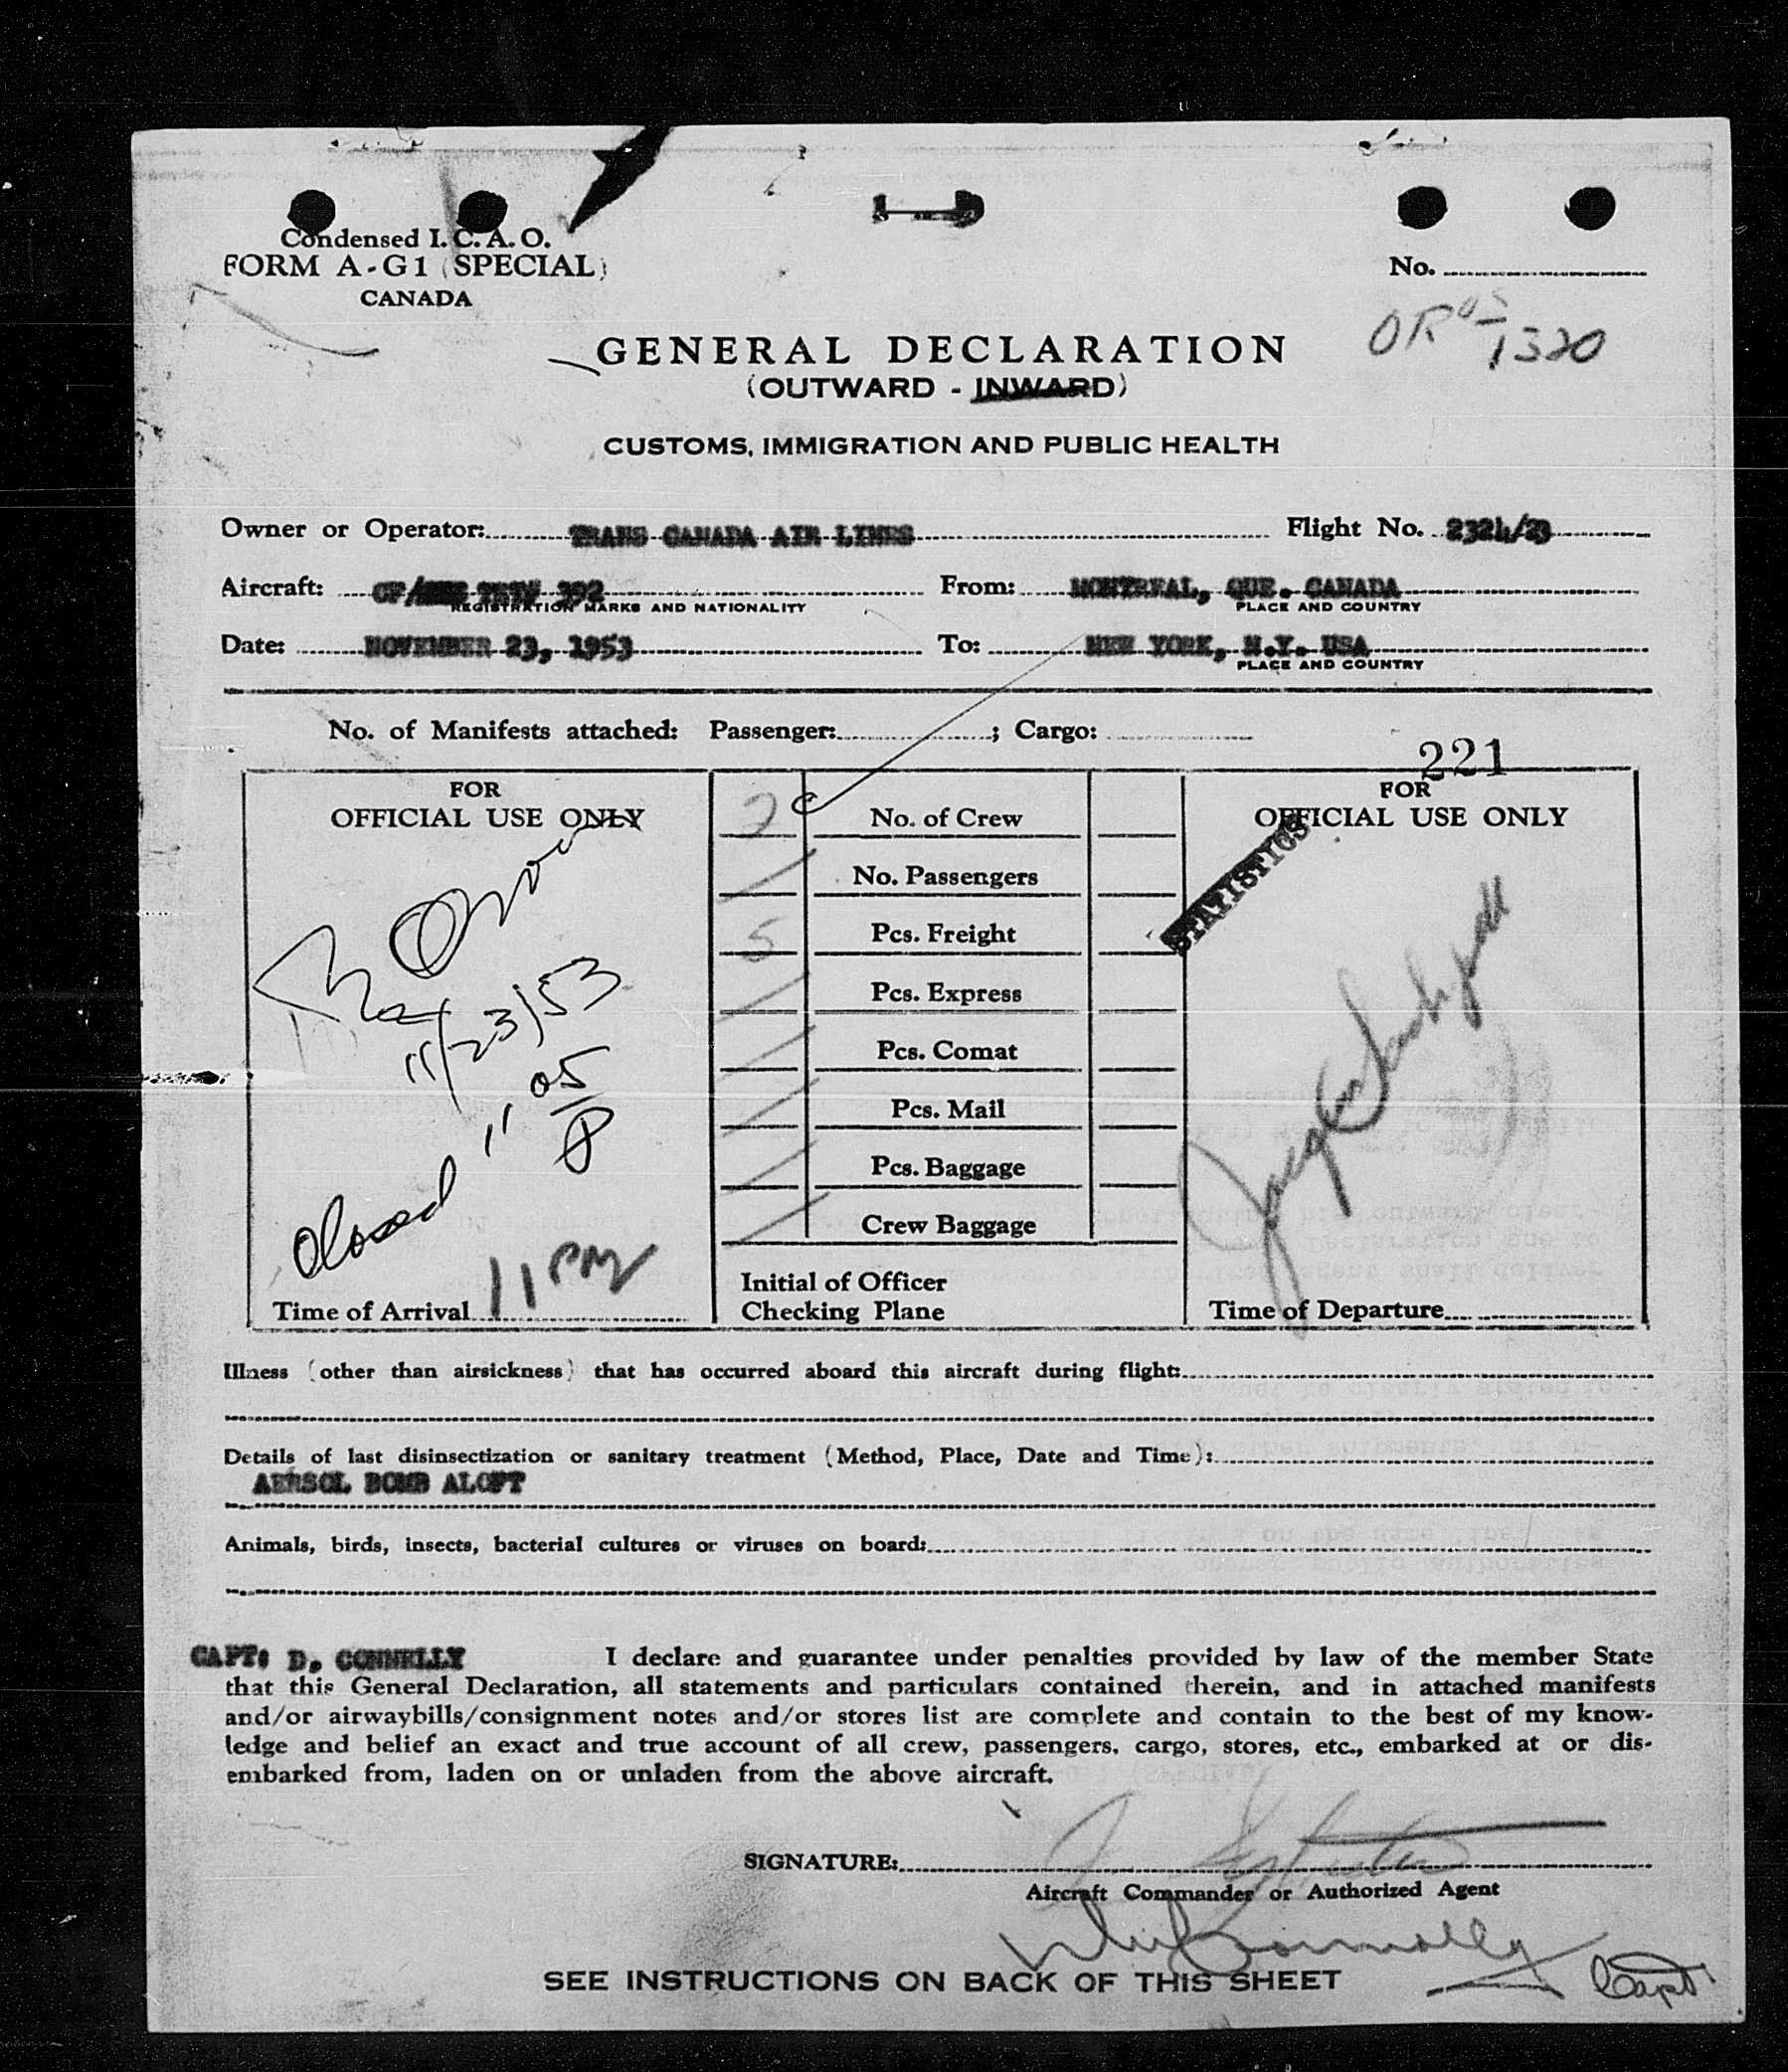 Condensed I.C.A.O.
FORM A-G1 (SPECIAL)
CANADA
No.
1320
GENERAL DECLARATION
(OUTWARD - INWARD)
CUSTOMS, IMMIGRATION AND PUBLIC HEALTH
Owner or Operator: TRANS CANADA AIR LINES Flight No. 2324/23
Aircraft: CF/ 392 From: MONTREAL, QUE. CANADA
REGISTRATION MARKS AND NATIONALITY PLACE AND COUNTRY
Date: NOVEMBER 23, 1953 To: NEW YORK, N.Y. USA
PLACE AND COUNTRY
No. of Manifests attached: Passenger: ; Cargo:
221
FOR
OFFICIAL USE ONLY
11/23/53
Closed 11 05 P
11 PM
Time of Arrival
2 No. of Crew
No. Passengers
5 Pcs. Freight
Pcs. Express
Pcs. Comat
Pcs. Mail
Pcs. Baggage
Crew Baggage
Initial of Officer
Checking Plane
FOR
OFFICIAL USE ONLY
STATISTICS
Time of Departure
Illness (other than airsickness) that has occurred aboard this aircraft during flight:
Details of last disinsectization or sanitary treatment (Method, Place, Date and Time):
AERSOL BOMB ALOFT
Animals, birds, insects, bacterial cultures or viruses on board:
CAPT: D. CONNELLY I declare and guarantee under penalties provided by law of the member State
that this General Declaration, all statements and particulars contained therein, and in attached manifests
and/or airwaybills/consignment notes and/or stores list are complete and contain to the best of my know-
ledge and belief an exact and true account of all crew, passengers, cargo, stores, etc., embarked at or dis-
embarked from, laden on or unladen from the above aircraft.
SIGNATURE:
Aircraft Commander or Authorized Agent
Connolly Capt
SEE INSTRUCTIONS ON BACK OF THIS SHEET